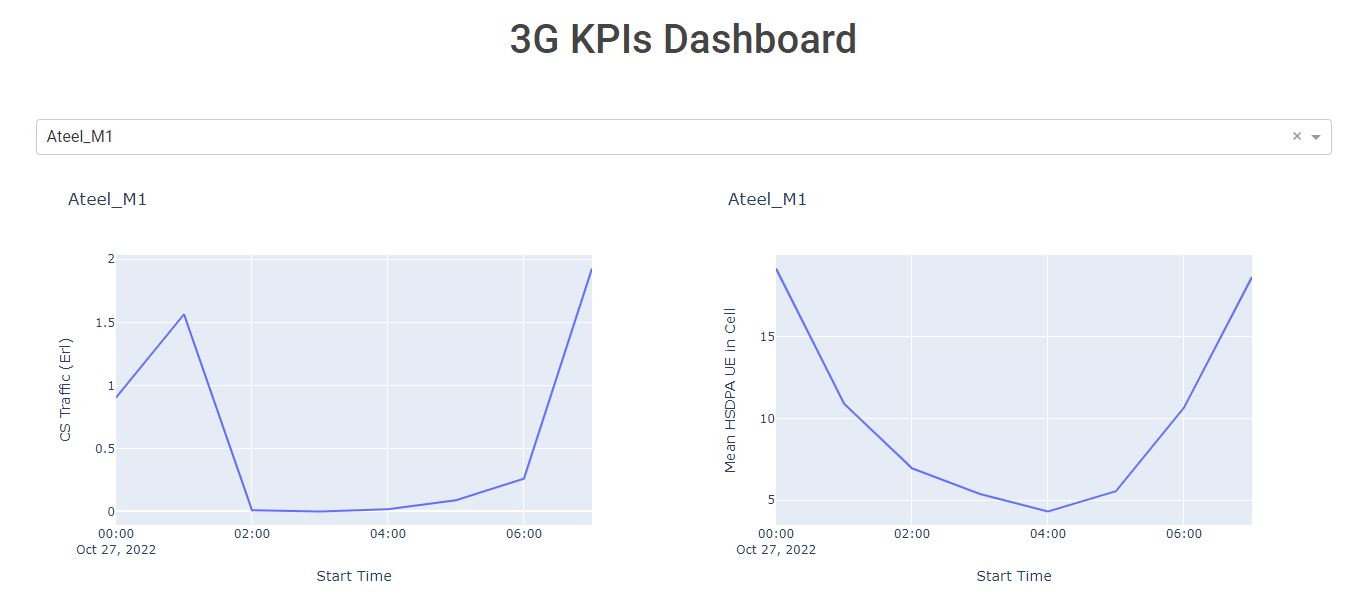 3G KPIs Dashboard
Ateel_M1
×
Ateel_M1
2
1.5
1
0.5
0
CS Traffic (Erl)
00:00
Oct 27, 2022
02:00
04:00
06:00
Start Time
Ateel_M1
15
10
5
Mean HSDPA UE in Cell
00:00
Oct 27, 2022
02:00
04:00
06:00
Start Time